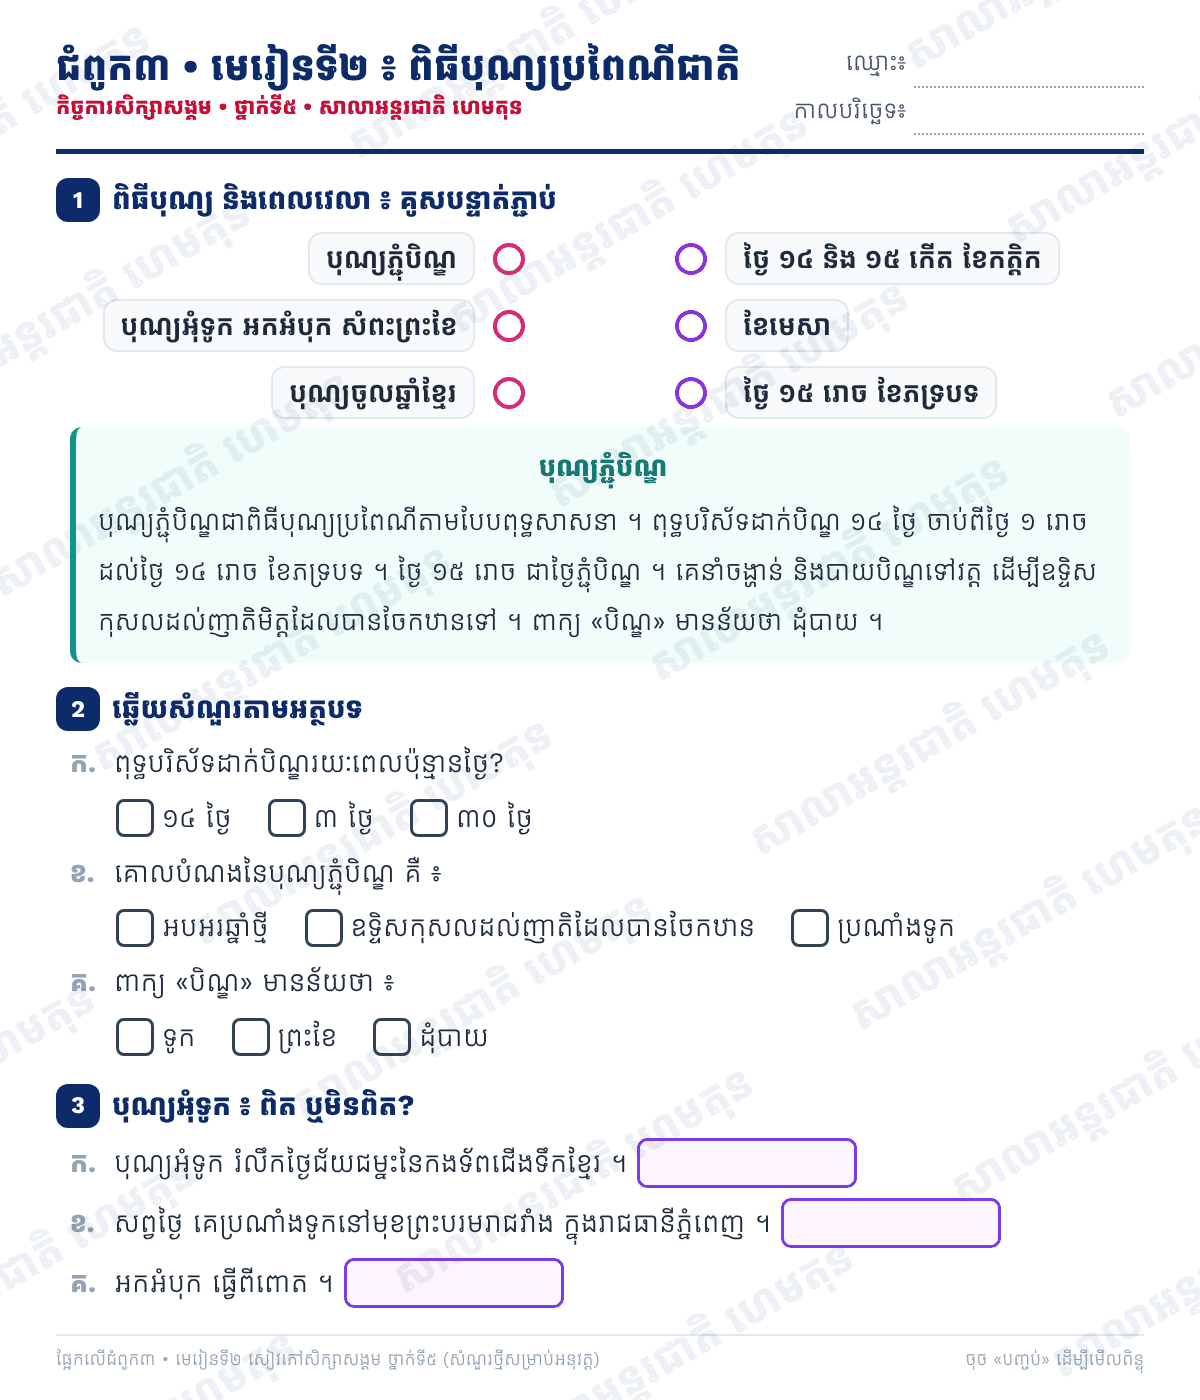 ជំពូក៣ • មេរៀនទី២ ៖ ពិធីបុណ្យប្រពៃណីជាតិ
កិច្ចការសិក្សាសង្គម • ថ្នាក់ទី៥ • សាលាអន្តរជាតិ ហេមតុន
ឈ្មោះ៖
កាលបរិច្ឆេទ៖
1 ពិធីបុណ្យ និងពេលវេលា ៖ គូសបន្ទាត់ភ្ជាប់
បុណ្យភ្ជុំបិណ្ឌ ថ្ងៃ ១៤ និង ១៥ កើត ខែកត្តិក
បុណ្យអុំទូក អកអំបុក សំពះព្រះខែ ខែមេសា
បុណ្យចូលឆ្នាំខ្មែរ ថ្ងៃ ១៥ រោច ខែភទ្របទ
បុណ្យភ្ជុំបិណ្ឌ
បុណ្យភ្ជុំបិណ្ឌជាពិធីបុណ្យប្រពៃណីតាមបែបពុទ្ធសាសនា ។ ពុទ្ធបរិស័ទដាក់បិណ្ឌ ១៤ ថ្ងៃ ចាប់ពីថ្ងៃ ១ រោច
ដល់ថ្ងៃ ១៤ រោច ខែភទ្របទ ។ ថ្ងៃ ១៥ រោច ជាថ្ងៃភ្ជុំបិណ្ឌ ។ គេនាំចង្ហាន់ និងបាយបិណ្ឌទៅវត្ត ដើម្បីឧទ្ទិស
កុសលដល់ញាតិមិត្តដែលបានចែកឋានទៅ ។ ពាក្យ «បិណ្ឌ» មានន័យថា ដុំបាយ ។
2 ឆ្លើយសំណួរតាមអត្ថបទ
ក. ពុទ្ធបរិស័ទដាក់បិណ្ឌរយៈពេលប៉ុន្មានថ្ងៃ?
១៤ ថ្ងៃ ៣ ថ្ងៃ ៣០ ថ្ងៃ
ខ. គោលបំណងនៃបុណ្យភ្ជុំបិណ្ឌ គឺ ៖
អបអរឆ្នាំថ្មី ឧទ្ទិសកុសលដល់ញាតិដែលបានចែកឋាន ប្រណាំងទូក
គ. ពាក្យ «បិណ្ឌ» មានន័យថា ៖
ទូក ព្រះខែ ដុំបាយ
3 បុណ្យអុំទូក ៖ ពិត ឬមិនពិត?
ក. បុណ្យអុំទូក រំលឹកថ្ងៃជ័យជម្នះនៃកងទ័ពជើងទឹកខ្មែរ ។
ខ. សព្វថ្ងៃ គេប្រណាំងទូកនៅមុខព្រះបរមរាជវាំង ក្នុងរាជធានីភ្នំពេញ ។
គ. អកអំបុក ធ្វើពីពោត ។
ផ្អែកលើជំពូក៣ • មេរៀនទី២ សៀវភៅសិក្សាសង្គម ថ្នាក់ទី៥ (សំណួរថ្មីសម្រាប់អនុវត្ត)
ចុច «បញ្ចប់» ដើម្បីមើលពិន្ទុ